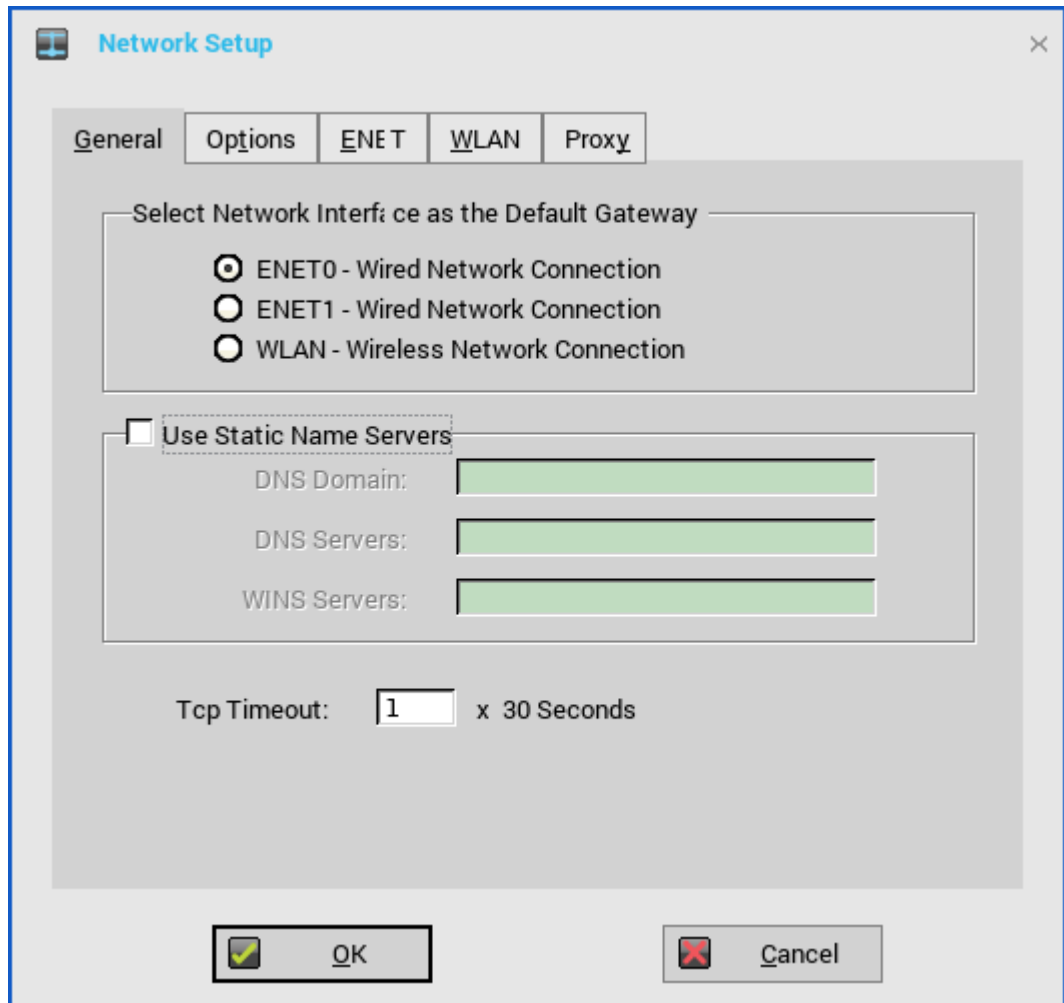 Network Setup
General Options ENET WLAN Proxy
Select Network Interface as the Default Gateway
ENET0 - Wired Network Connection
ENET1 - Wired Network Connection
WLAN - Wireless Network Connection
Use Static Name Servers
DNS Domain:
DNS Servers:
WINS Servers:
Tcp Timeout: 1 x 30 Seconds
OK Cancel